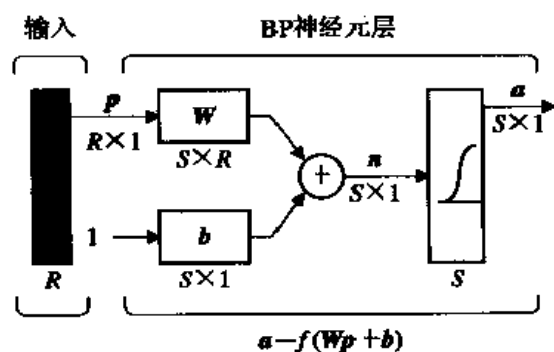 输入 BP神经元层
p W a
R×1 S×R S×1
+ n
S×1
1 b
R S×1 S
a-f(Wp+b)